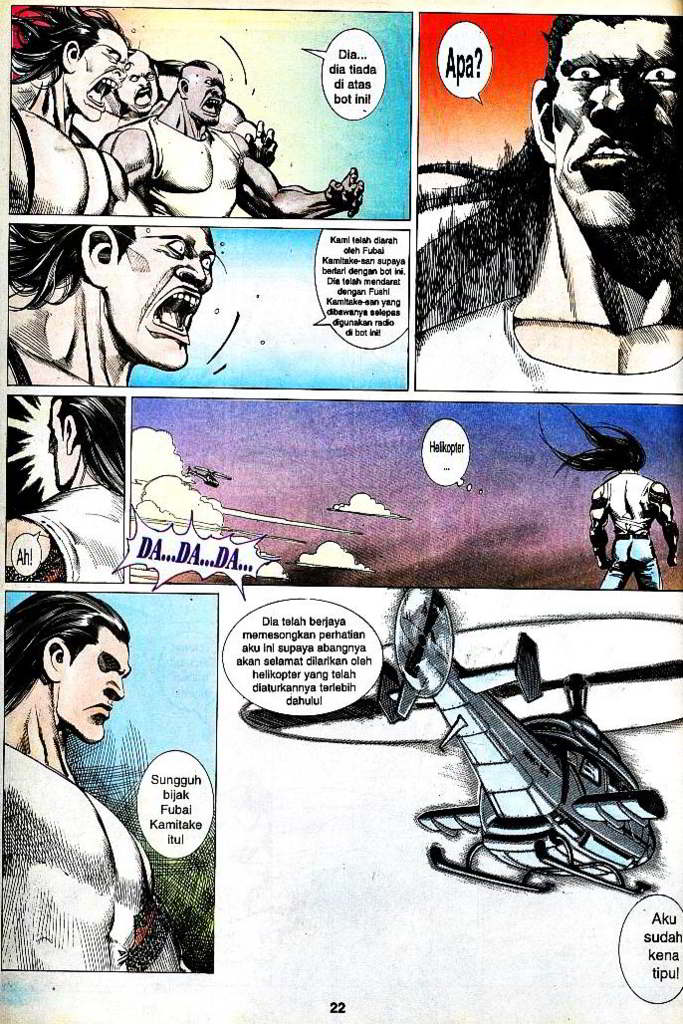 Dia...
dia tiada
di atas
bot ini!
Apa?
Kami telah diarah
oleh Fubai
Kamitake-san supaya
berlari dengan bot ini.
Dia telah mendarat
dengan Fushi
Kamitake-san yang
dibawanya selepas
digunakan radio
di bot ini!
Ah!
DA...DA...DA...
Helikopter
...
Dia telah berjaya
memesongkan perhatian
aku ini supaya abangnya
akan selamat dilarikan oleh
helikopter yang telah
diaturkannya terlebih
dahulu!
Sungguh
bijak
Fubai
Kamitake
itu!
Aku
sudah
kena
tipu!
22